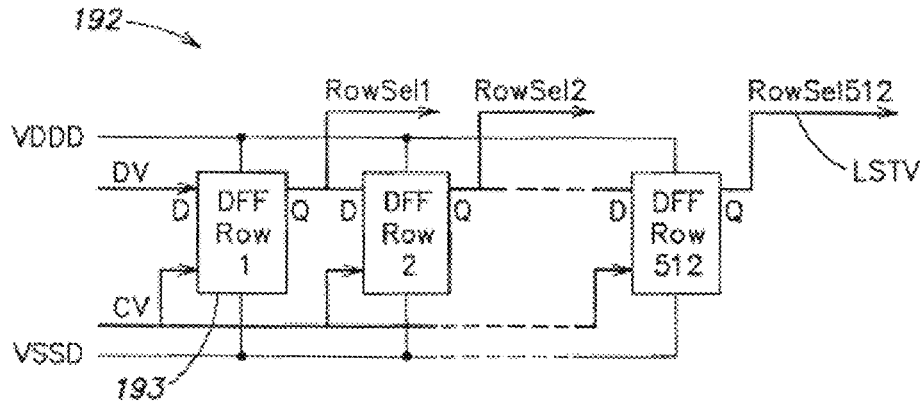 192
RowSel1 RowSel2 RowSel512
VDDD
LSTV
DV
D DFF Row 1 Q
D DFF Row 2 Q
D DFF Row 512 Q
CV
VSSD
193